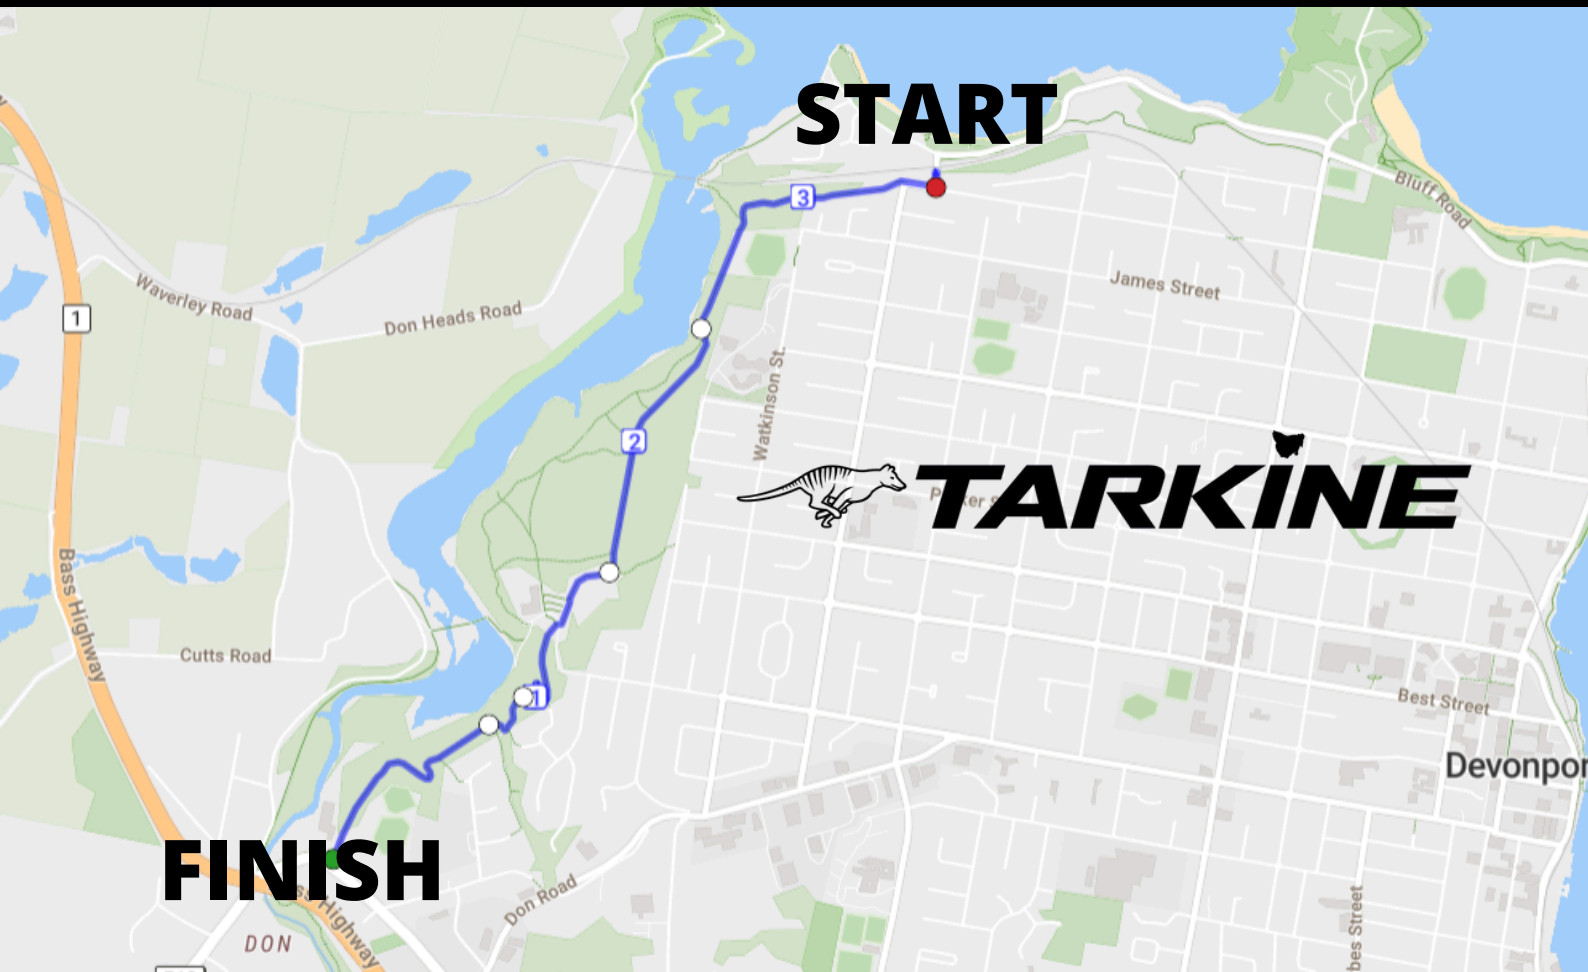 START
3
Bluff Road
James Street
Waverley Road
1
Don Heads Road
Watkinson St.
2
TARKINE
Bass Highway
Cutts Road
1
Best Street
Devonpor
FINISH
ss Highway
Don Road
DON
bes Street